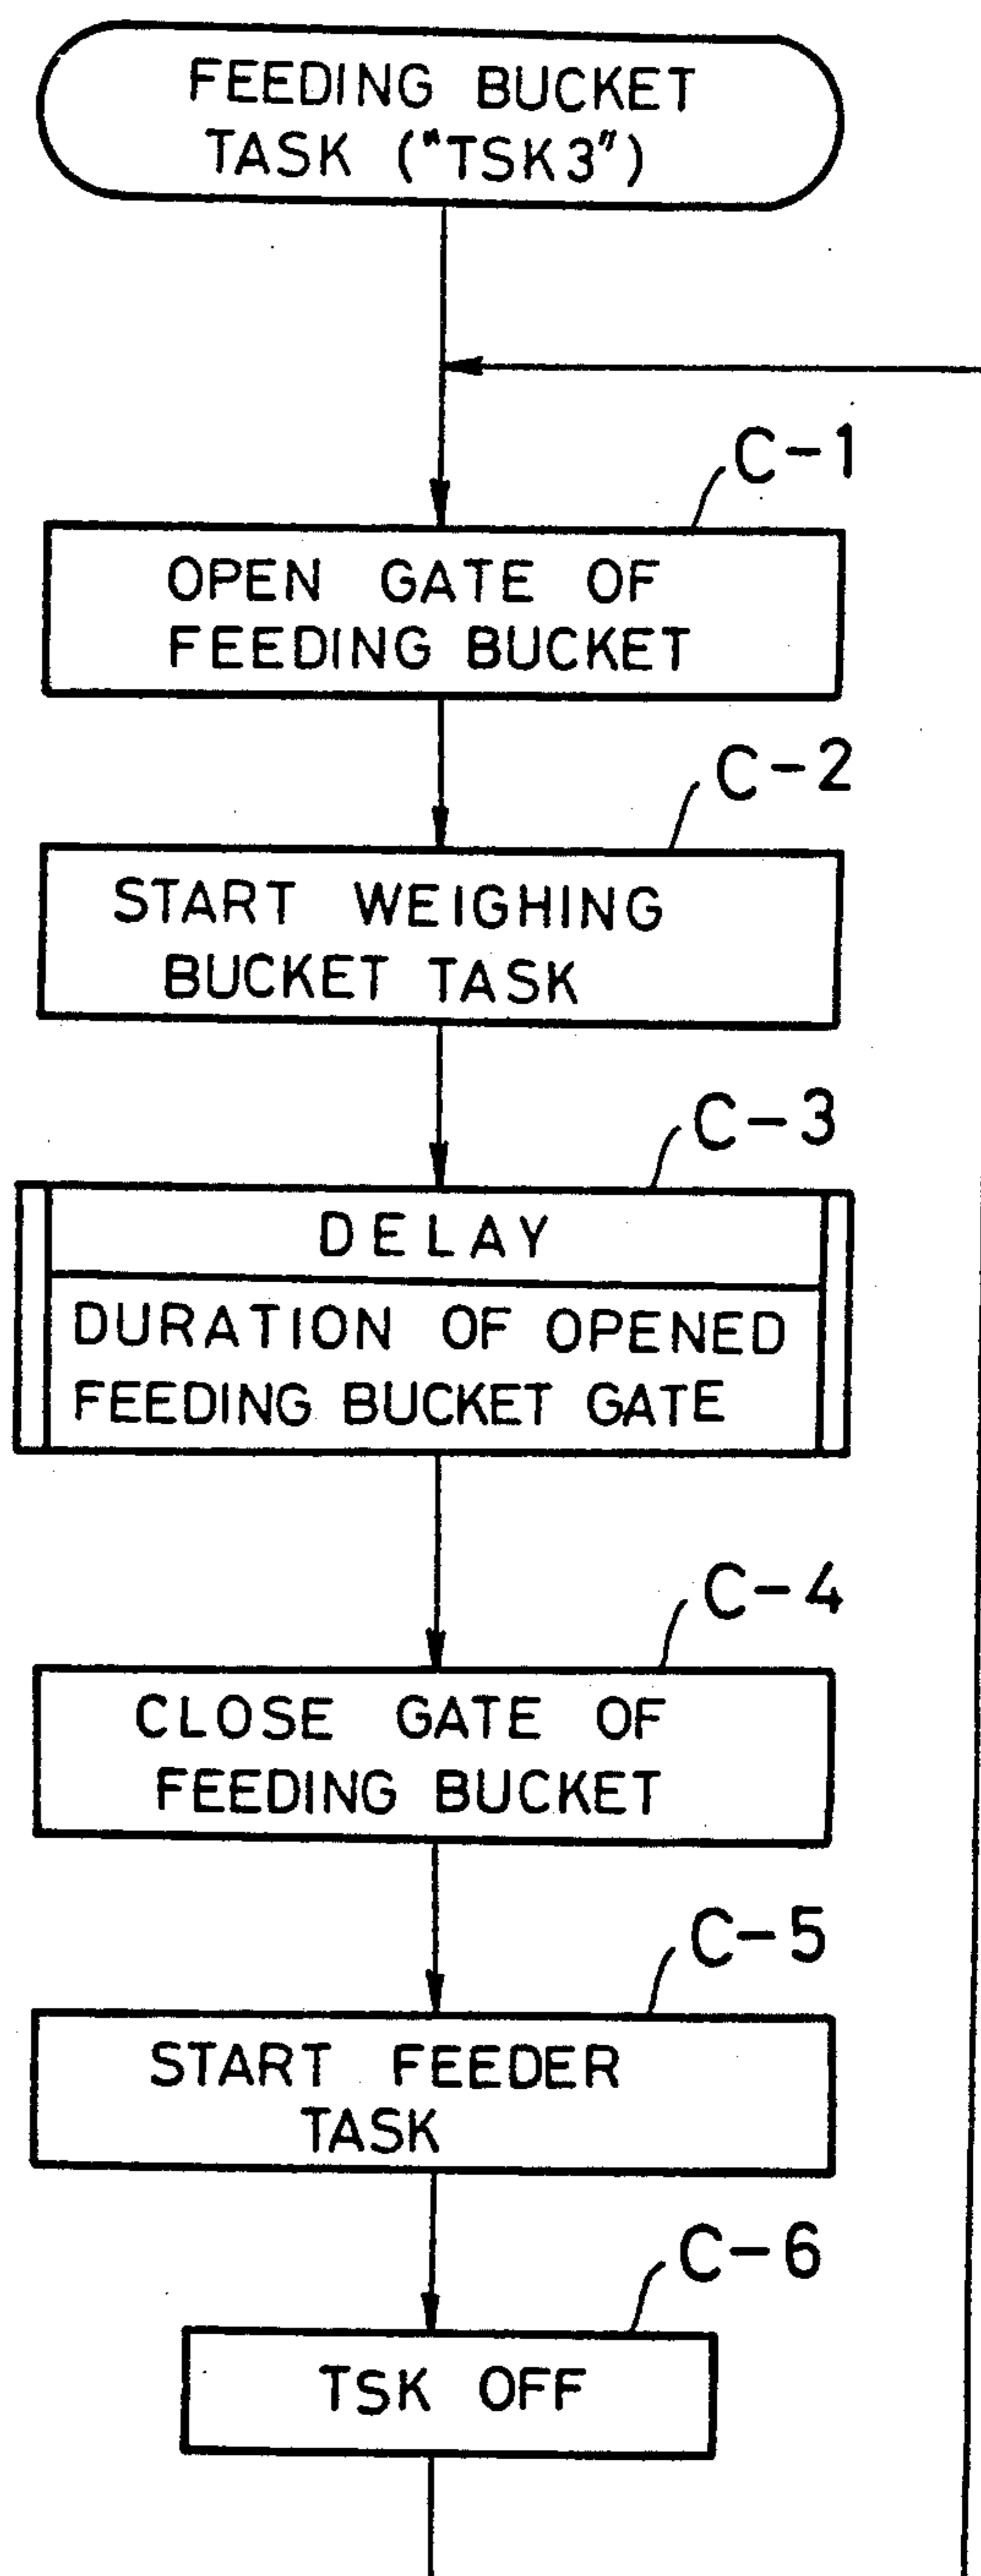 FEEDING BUCKET
TASK ("TSK3")
C-1
OPEN GATE OF
FEEDING BUCKET
C-2
START WEIGHING
BUCKET TASK
C-3
DELAY
DURATION OF OPENED
FEEDING BUCKET GATE
C-4
CLOSE GATE OF
FEEDING BUCKET
C-5
START FEEDER
TASK
C-6
TSK OFF